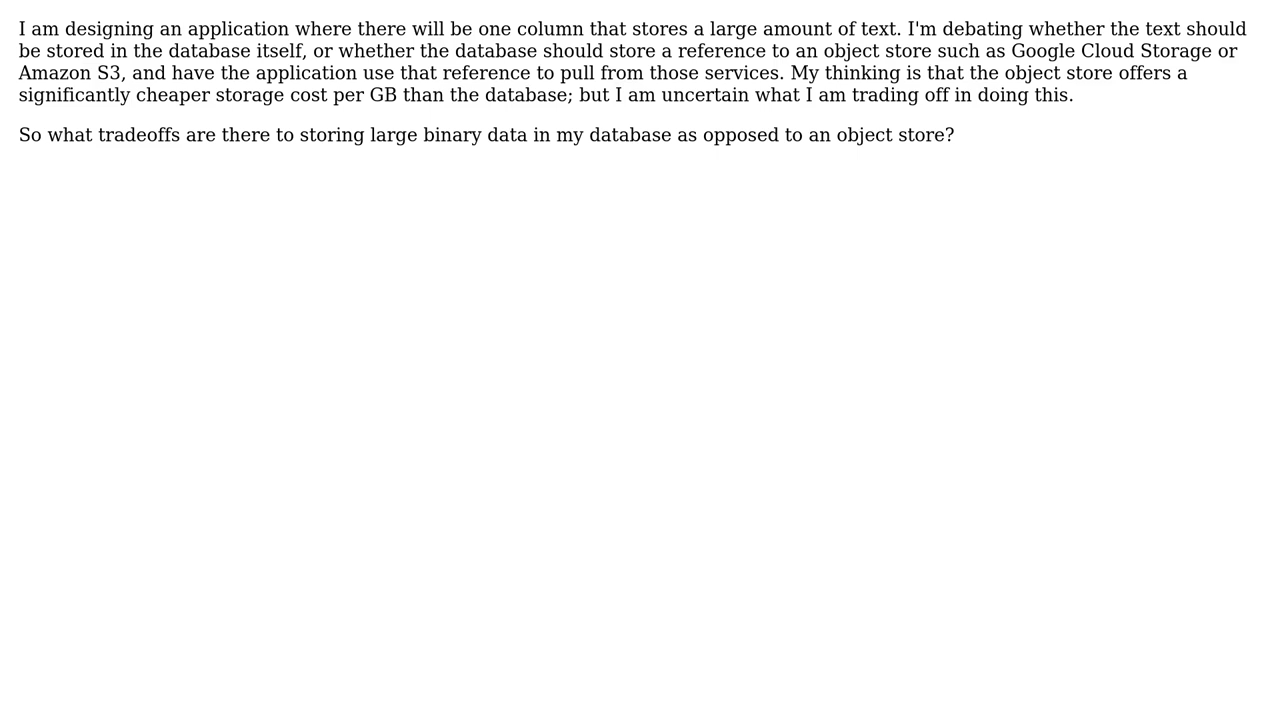 I am designing an application where there will be one column that stores a large amount of text. I'm debating whether the text should
be stored in the database itself, or whether the database should store a reference to an object store such as Google Cloud Storage or
Amazon S3, and have the application use that reference to pull from those services. My thinking is that the object store offers a
significantly cheaper storage cost per GB than the database; but I am uncertain what I am trading off in doing this.
So what tradeoffs are there to storing large binary data in my database as opposed to an object store?